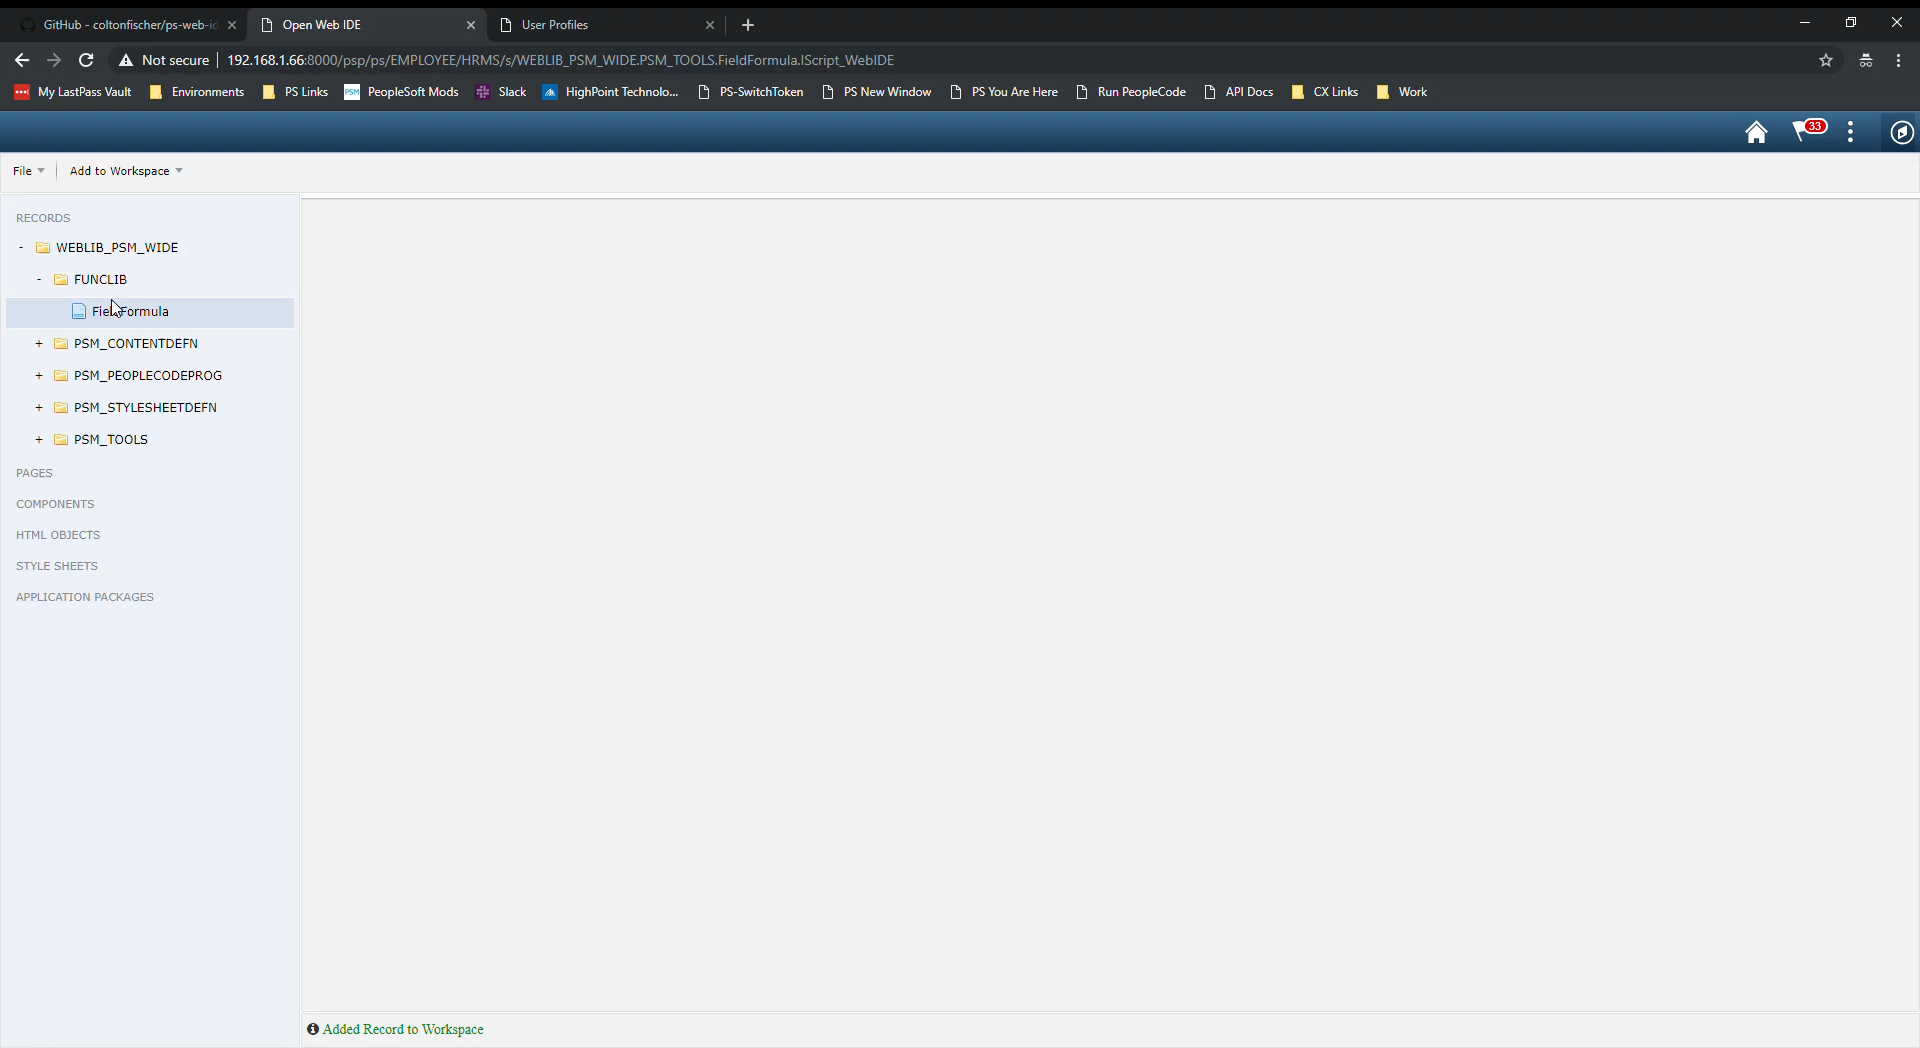 GitHub - coltonfischer/ps-web-id
Open Web IDE
User Profiles
Not secure
192.168.1.66:8000/psp/ps/EMPLOYEE/HRMS/s/WEBLIB_PSM_WIDE.PSM_TOOLS.FieldFormula.IScript_WebIDE
My LastPass Vault
Environments
PS Links
PSM
PeopleSoft Mods
Slack
HighPoint Technolo...
PS-SwitchToken
PS New Window
PS You Are Here
Run PeopleCode
API Docs
CX Links
Work
33
File
Add to Workspace
RECORDS
- WEBLIB_PSM_WIDE
- FUNCLIB
FieldFormula
+ PSM_CONTENTDEFN
+ PSM_PEOPLECODEPROG
+ PSM_STYLESHEETDEFN
+ PSM_TOOLS
PAGES
COMPONENTS
HTML OBJECTS
STYLE SHEETS
APPLICATION PACKAGES
Added Record to Workspace